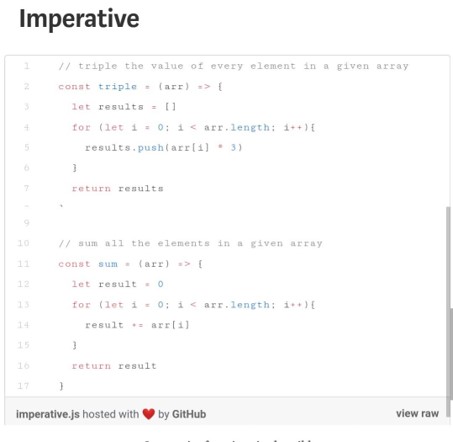 Imperative
1 // triple the value of every element in a given array
2 const triple = (arr) => {
3 let results = []
4 for (let i = 0; i < arr.length; i++){
5 results.push(arr[i] * 3)
6 }
7 return results
9
10 // sum all the elements in a given array
11 const sum = (arr) => {
12 let result = 0
13 for (let i = 0; i < arr.length; i++){
14 result += arr[i]
15 }
16 return result
17 }
imperative.js hosted with ❤ by GitHub view raw